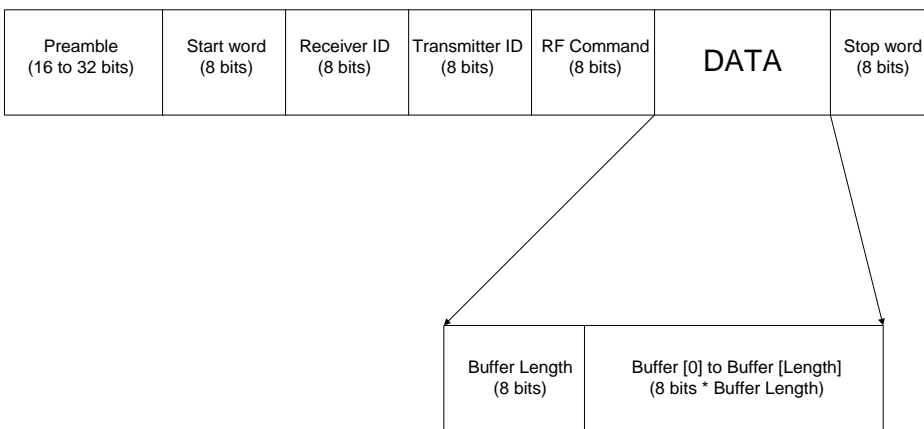 Preamble
(16 to 32 bits)
Start word
(8 bits)
Receiver ID
(8 bits)
Transmitter ID
(8 bits)
RF Command
(8 bits)
DATA
Stop word
(8 bits)
Buffer Length
(8 bits)
Buffer [0] to Buffer [Length]
(8 bits * Buffer Length)